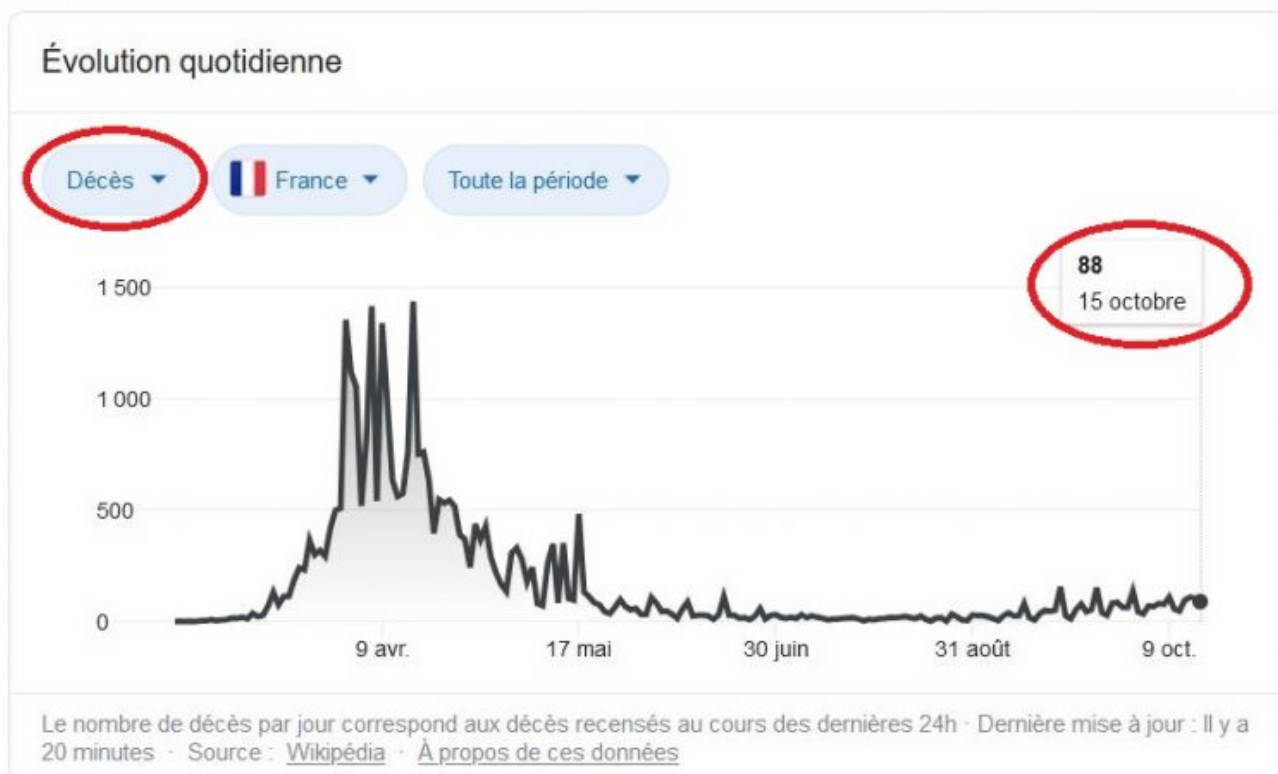 Évolution quotidienne
Décès
France
Toute la période
88
15 octobre
1 500
1 000
500
0
9 avr.
17 mai
30 juin
31 août
9 oct.
Le nombre de décès par jour correspond aux décès recensés au cours des dernières 24h · Dernière mise à jour : Il y a
20 minutes · Source : Wikipédia · À propos de ces données